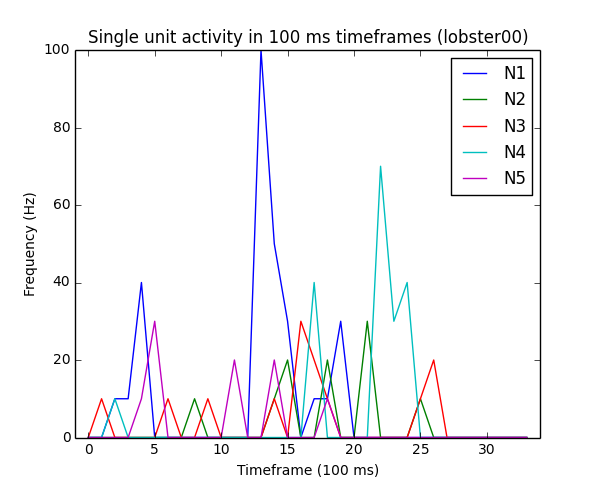 Single unit activity in 100 ms timeframes (lobster00)
100
80
60
40
20
0
Frequency (Hz)
N1
N2
N3
N4
N5
0 5 10 15 20 25 30
Timeframe (100 ms)